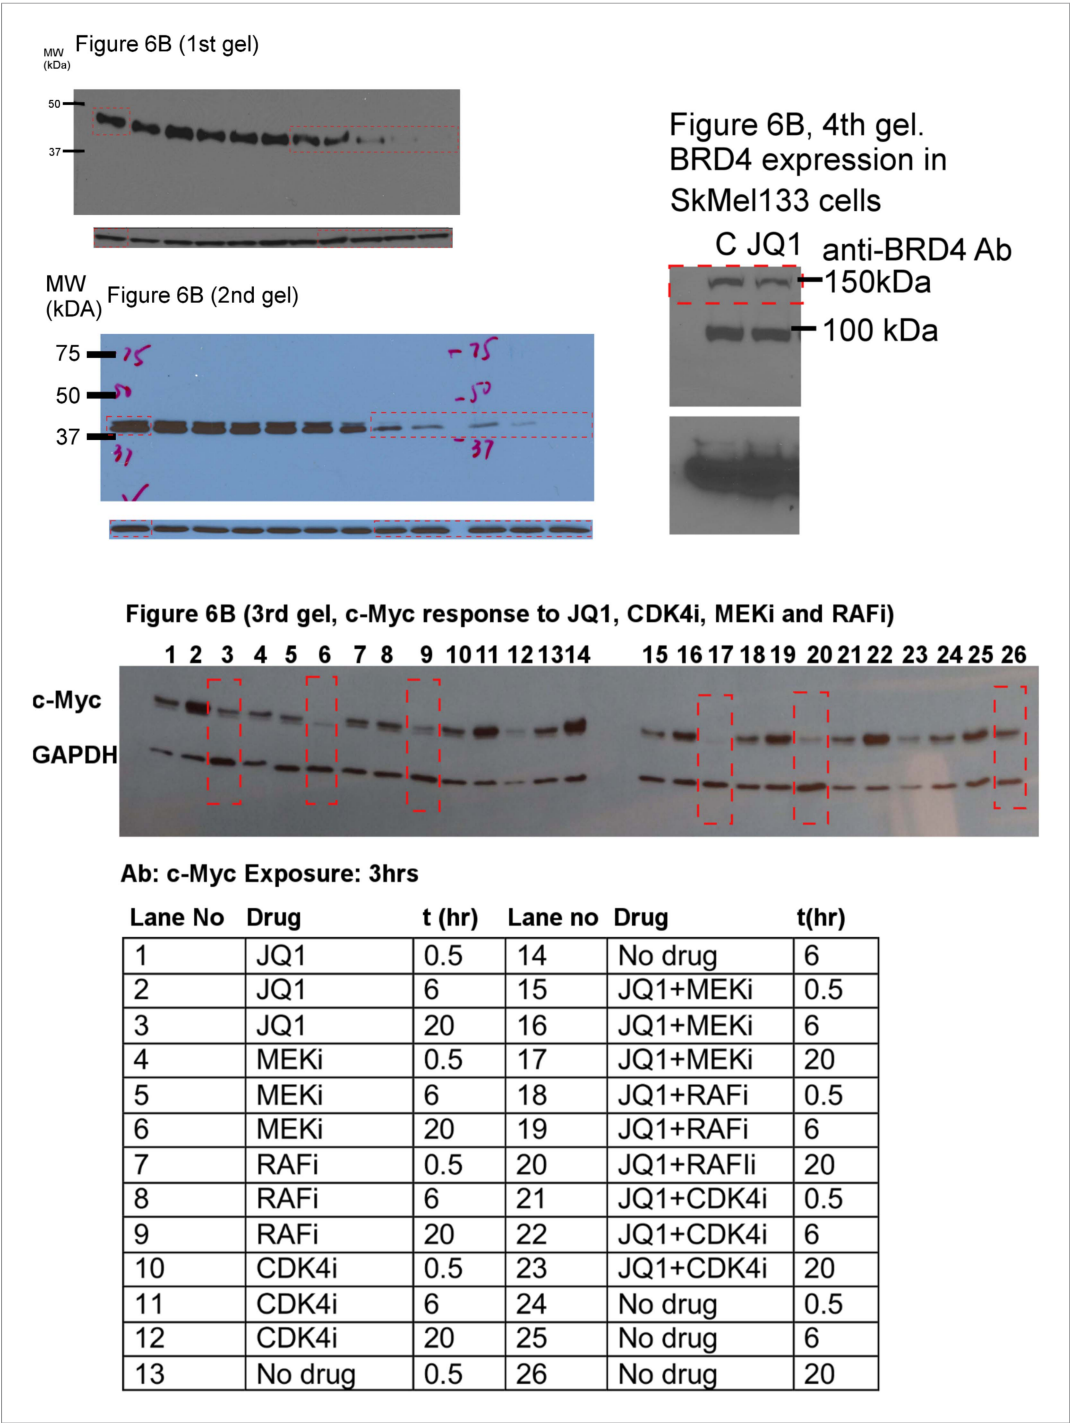 MW
(kDa)
Figure 6B (1st gel)
50
37
MW
(kDA)
Figure 6B (2nd gel)
75
50
37
75
50
37
- 75
- 50
- 37
Figure 6B, 4th gel.
BRD4 expression in
SkMel133 cells
C JQ1 anti-BRD4 Ab
150kDa
100 kDa
Figure 6B (3rd gel, c-Myc response to JQ1, CDK4i, MEKi and RAFi)
1 2 3 4 5 6 7 8 9 10 11 12 13 14 15 16 17 18 19 20 21 22 23 24 25 26
c-Myc
GAPDH
Ab: c-Myc Exposure: 3hrs
Lane No Drug t (hr) Lane no Drug t(hr)
1 JQ1 0.5 14 No drug 6
2 JQ1 6 15 JQ1+MEKi 0.5
3 JQ1 20 16 JQ1+MEKi 6
4 MEKi 0.5 17 JQ1+MEKi 20
5 MEKi 6 18 JQ1+RAFi 0.5
6 MEKi 20 19 JQ1+RAFi 6
7 RAFi 0.5 20 JQ1+RAFIi 20
8 RAFi 6 21 JQ1+CDK4i 0.5
9 RAFi 20 22 JQ1+CDK4i 6
10 CDK4i 0.5 23 JQ1+CDK4i 20
11 CDK4i 6 24 No drug 0.5
12 CDK4i 20 25 No drug 6
13 No drug 0.5 26 No drug 20